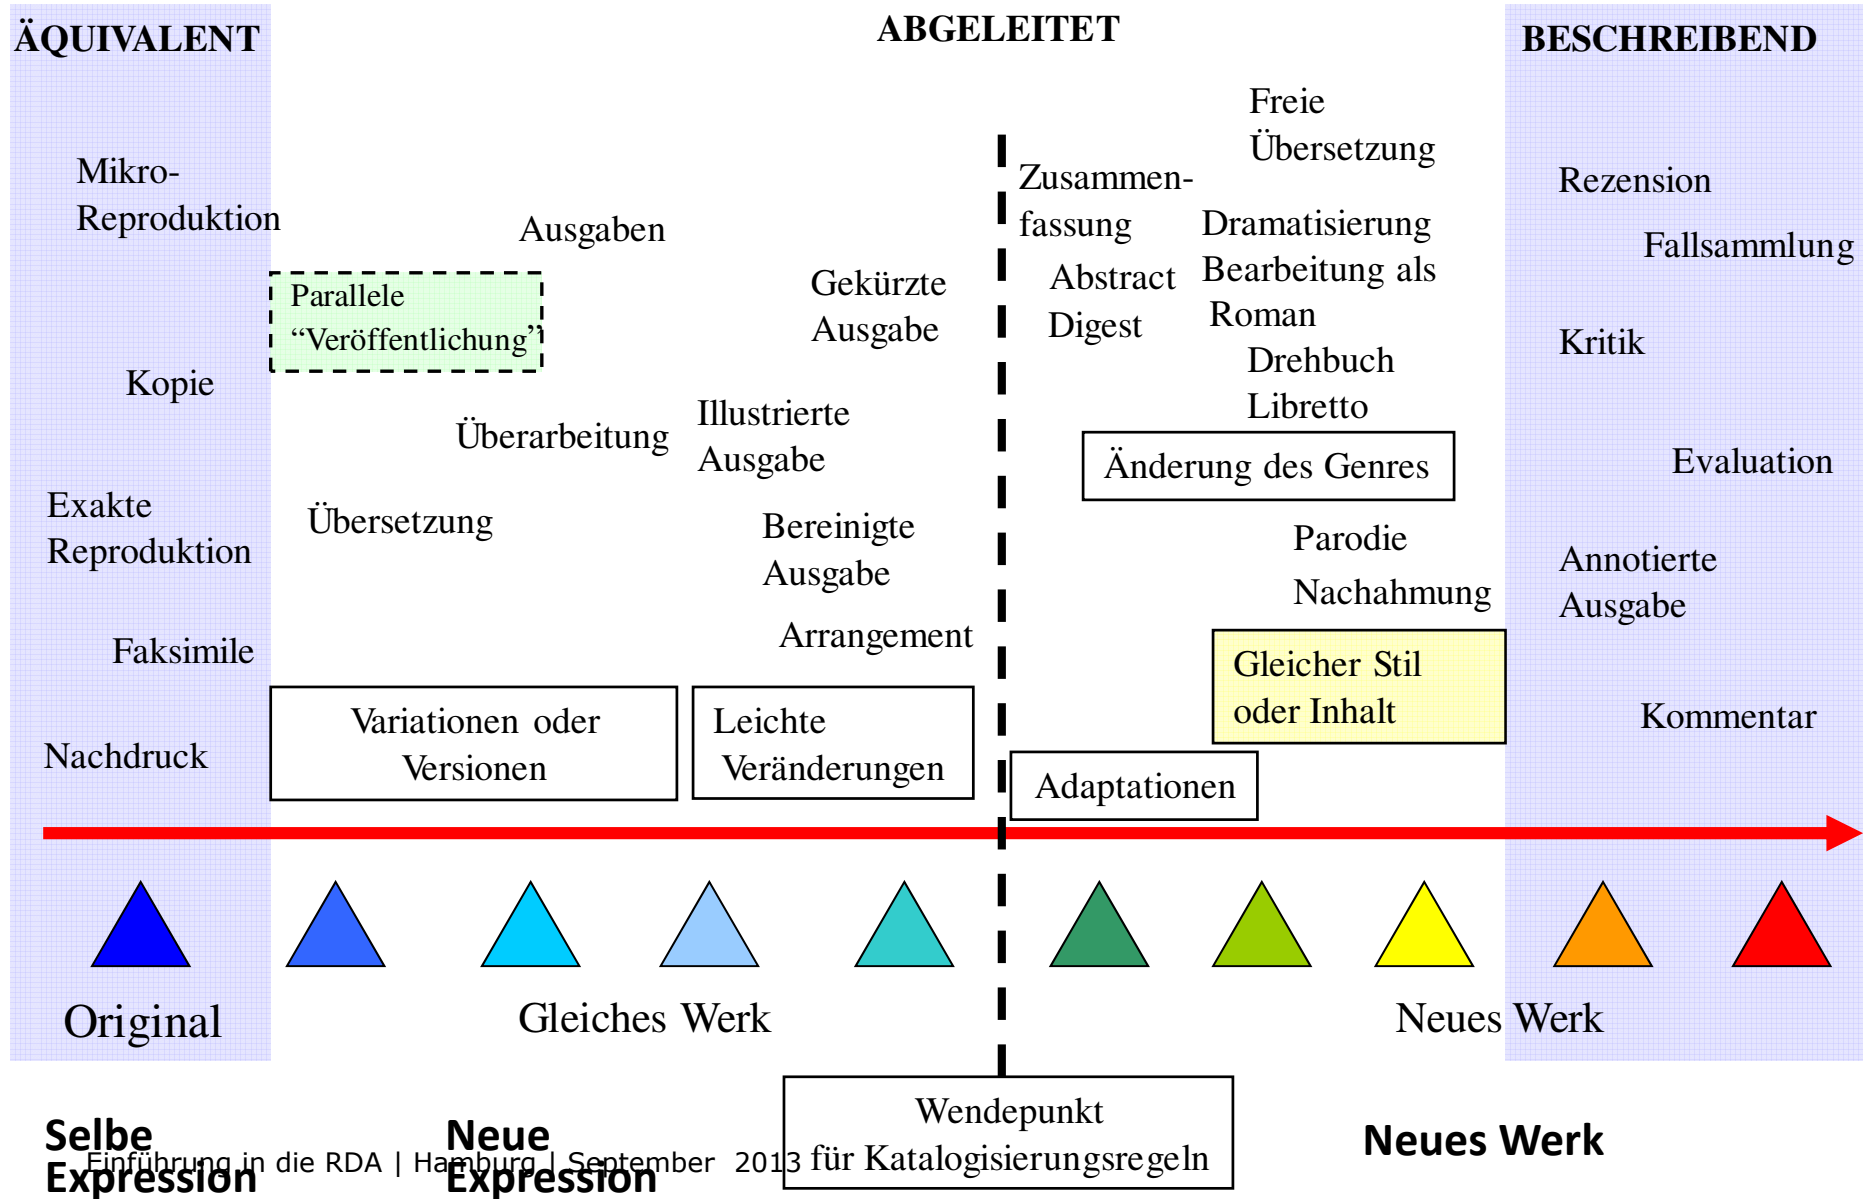 ÄQUIVALENT
ABGELEITET
BESCHREIBEND
Mikro-
Reproduktion
Kopie
Exakte
Reproduktion
Faksimile
Nachdruck
Ausgaben
Parallele
“Veröffentlichung”
Überarbeitung
Übersetzung
Variationen oder
Versionen
Gekürzte
Ausgabe
Illustrierte
Ausgabe
Bereinigte
Ausgabe
Arrangement
Leichte
Veränderungen
Zusammen-
fassung
Abstract
Digest
Freie
Übersetzung
Dramatisierung
Bearbeitung als
Roman
Drehbuch
Libretto
Änderung des Genres
Parodie
Nachahmung
Gleicher Stil
oder Inhalt
Adaptationen
Rezension
Fallsammlung
Kritik
Evaluation
Annotierte
Ausgabe
Kommentar
Original
Gleiches Werk
Neues Werk
Selbe
Expression
Neue
Expression
Wendepunkt
für Katalogisierungsregeln
Neues Werk
Einführung in die RDA | Hamburg | September 2013